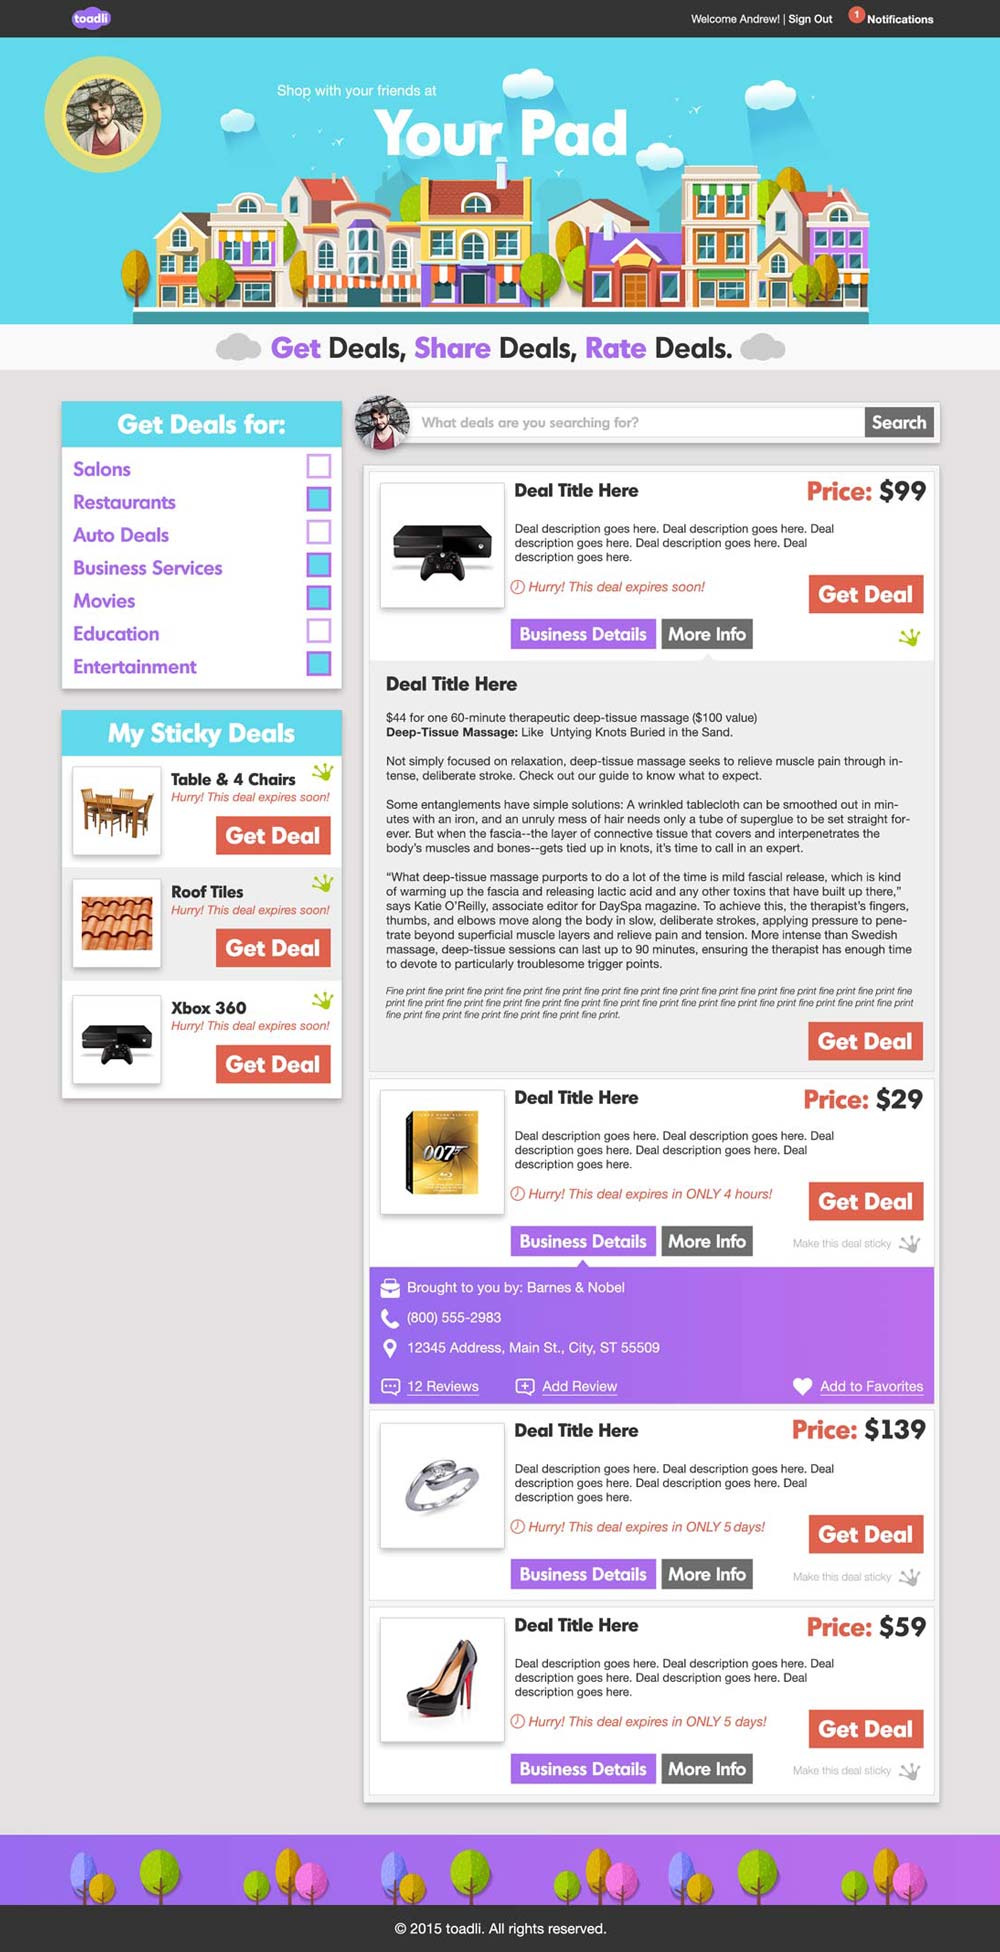 toadli
Welcome Andrew! | Sign Out
1
Notifications
Shop with your friends at
Your Pad
Get Deals, Share Deals, Rate Deals.
Get Deals for:
Salons
Restaurants
Auto Deals
Business Services
Movies
Education
Entertainment
My Sticky Deals
Table & 4 Chairs
Hurry! This deal expires soon!
Get Deal
Roof Tiles
Hurry! This deal expires soon!
Get Deal
Xbox 360
Hurry! This deal expires soon!
Get Deal
What deals are you searching for?
Search
Deal Title Here
Price: $99
Deal description goes here. Deal description goes here. Deal
description goes here. Deal description goes here. Deal
description goes here.
Hurry! This deal expires soon!
Get Deal
Business Details
More Info
Deal Title Here
$44 for one 60-minute therapeutic deep-tissue massage ($100 value)
Deep-Tissue Massage: Like Untying Knots Buried in the Sand.
Not simply focused on relaxation, deep-tissue massage seeks to relieve muscle pain through in-
tense, deliberate stroke. Check out our guide to know what to expect.
Some entanglements have simple solutions: A wrinkled tablecloth can be smoothed out in min-
utes with an iron, and an unruly mess of hair needs only a tube of superglue to be set straight for-
ever. But when the fascia--the layer of connective tissue that covers and interpenetrates the
body's muscles and bones--gets tied up in knots, it's time to call in an expert.
“What deep-tissue massage purports to do a lot of the time is mild fascial release, which is kind
of warming up the fascia and releasing lactic acid and any other toxins that have built up there,”
says Katie O'Reilly, associate editor for DaySpa magazine. To achieve this, the therapist's fingers,
thumbs, and elbows move along the body in slow, deliberate strokes, applying pressure to pene-
trate beyond superficial muscle layers and relieve pain and tension. More intense than Swedish
massage, deep-tissue sessions can last up to 90 minutes, ensuring the therapist has enough time
to devote to particularly troublesome trigger points.
Fine print fine print fine print fine print fine print fine print fine print fine print fine print fine print fine print fine print fine print fine
print fine print fine print fine print fine print fine print fine print fine print fine print fine print fine print fine print fine print fine print
fine print fine print fine print fine print fine print fine print.
Get Deal
Deal Title Here
Price: $29
007
Deal description goes here. Deal description goes here. Deal
description goes here. Deal description goes here. Deal
description goes here.
Hurry! This deal expires in ONLY 4 hours!
Get Deal
Business Details
More Info
Make this deal sticky
Brought to you by: Barnes & Nobel
(800) 555-2983
12345 Address, Main St., City, ST 55509
12 Reviews
Add Review
Add to Favorites
Deal Title Here
Price: $139
Deal description goes here. Deal description goes here. Deal
description goes here. Deal description goes here. Deal
description goes here.
Hurry! This deal expires in ONLY 5 days!
Get Deal
Business Details
More Info
Make this deal sticky
Deal Title Here
Price: $59
Deal description goes here. Deal description goes here. Deal
description goes here. Deal description goes here. Deal
description goes here.
Hurry! This deal expires in ONLY 5 days!
Get Deal
Business Details
More Info
Make this deal sticky
© 2015 toadli. All rights reserved.